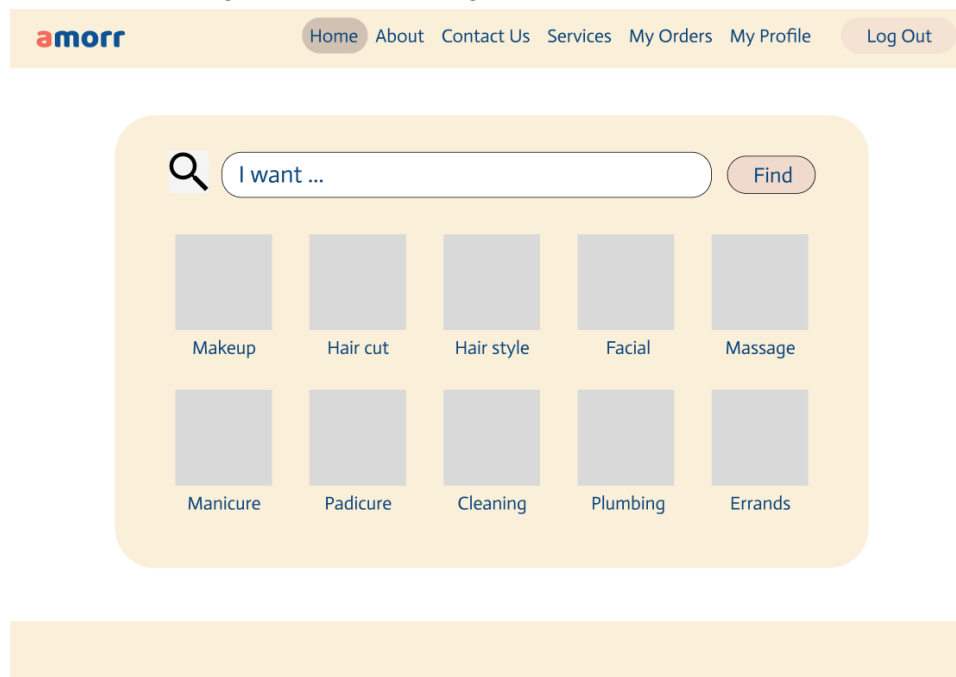 amorr Home About Contact Us Services My Orders My Profile Log Out
I want ... Find
Makeup Hair cut Hair style Facial Massage
Manicure Padicure Cleaning Plumbing Errands